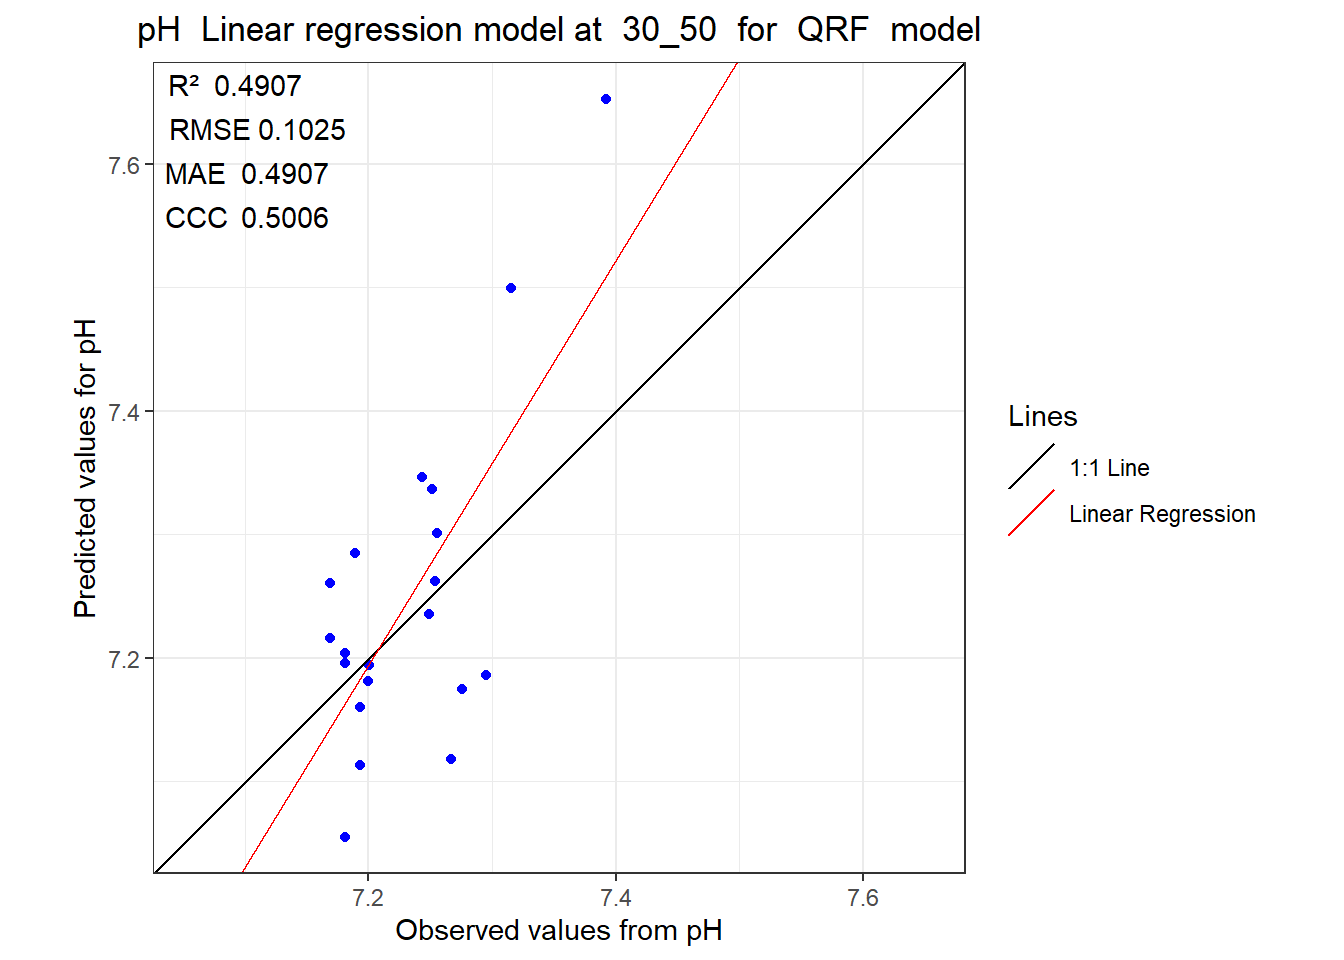 pH Linear regression model at 30_50 for QRF model
R² 0.4907
RMSE 0.1025
MAE 0.4907
CCC 0.5006
7.6
7.4
7.2
Predicted values for pH
7.2 7.4 7.6
Observed values from pH
Lines
1:1 Line
Linear Regression